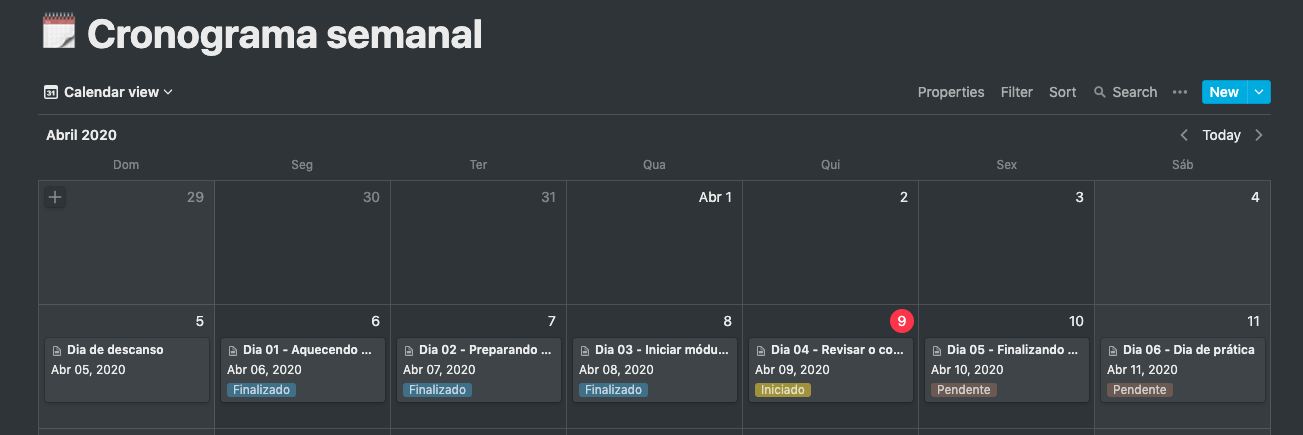 Cronograma semanal
31 Calendar view
Properties Filter Sort Search ••• New
Abril 2020
Today
Dom Seg Ter Qua Qui Sex Sáb
29 30 31 Abr 1 2 3 4
5 6 7 8 9 10 11
Dia de descanso Dia 01 - Aquecendo ... Dia 02 - Preparando ... Dia 03 - Iniciar módu... Dia 04 - Revisar o co... Dia 05 - Finalizando ... Dia 06 - Dia de prática
Abr 05, 2020 Abr 06, 2020 Abr 07, 2020 Abr 08, 2020 Abr 09, 2020 Abr 10, 2020 Abr 11, 2020
Finalizado Finalizado Finalizado Iniciado Pendente Pendente